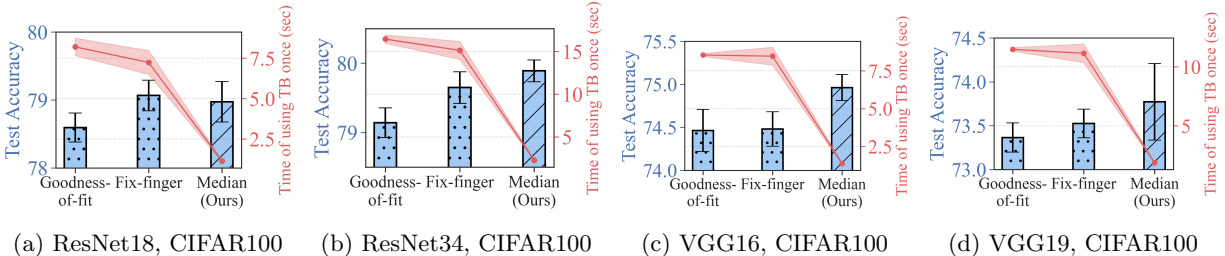 Test Accuracy
80
79
78
Goodness-of-fit
Fix-finger
Median (Ours)
7.5
5.0
2.5
Time of using TB once (sec)
(a) ResNet18, CIFAR100
Test Accuracy
80
79
Goodness-of-fit
Fix-finger
Median (Ours)
15
10
5
Time of using TB once (sec)
(b) ResNet34, CIFAR100
Test Accuracy
75.5
75.0
74.5
74.0
Goodness-of-fit
Fix-finger
Median (Ours)
7.5
5.0
2.5
Time of using TB once (sec)
(c) VGG16, CIFAR100
Test Accuracy
74.5
74.0
73.5
73.0
Goodness-of-fit
Fix-finger
Median (Ours)
10
5
Time of using TB once (sec)
(d) VGG19, CIFAR100